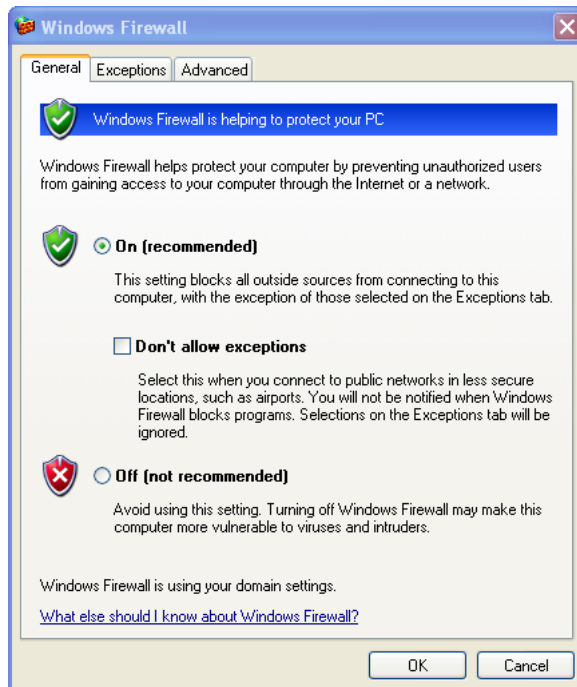 Windows Firewall
General Exceptions Advanced
Windows Firewall is helping to protect your PC
Windows Firewall helps protect your computer by preventing unauthorized users
from gaining access to your computer through the Internet or a network.
On (recommended)
This setting blocks all outside sources from connecting to this
computer, with the exception of those selected on the Exceptions tab.
Don't allow exceptions
Select this when you connect to public networks in less secure
locations, such as airports. You will not be notified when Windows
Firewall blocks programs. Selections on the Exceptions tab will be
ignored.
Off (not recommended)
Avoid using this setting. Turning off Windows Firewall may make this
computer more vulnerable to viruses and intruders.
Windows Firewall is using your domain settings.
What else should I know about Windows Firewall?
OK Cancel